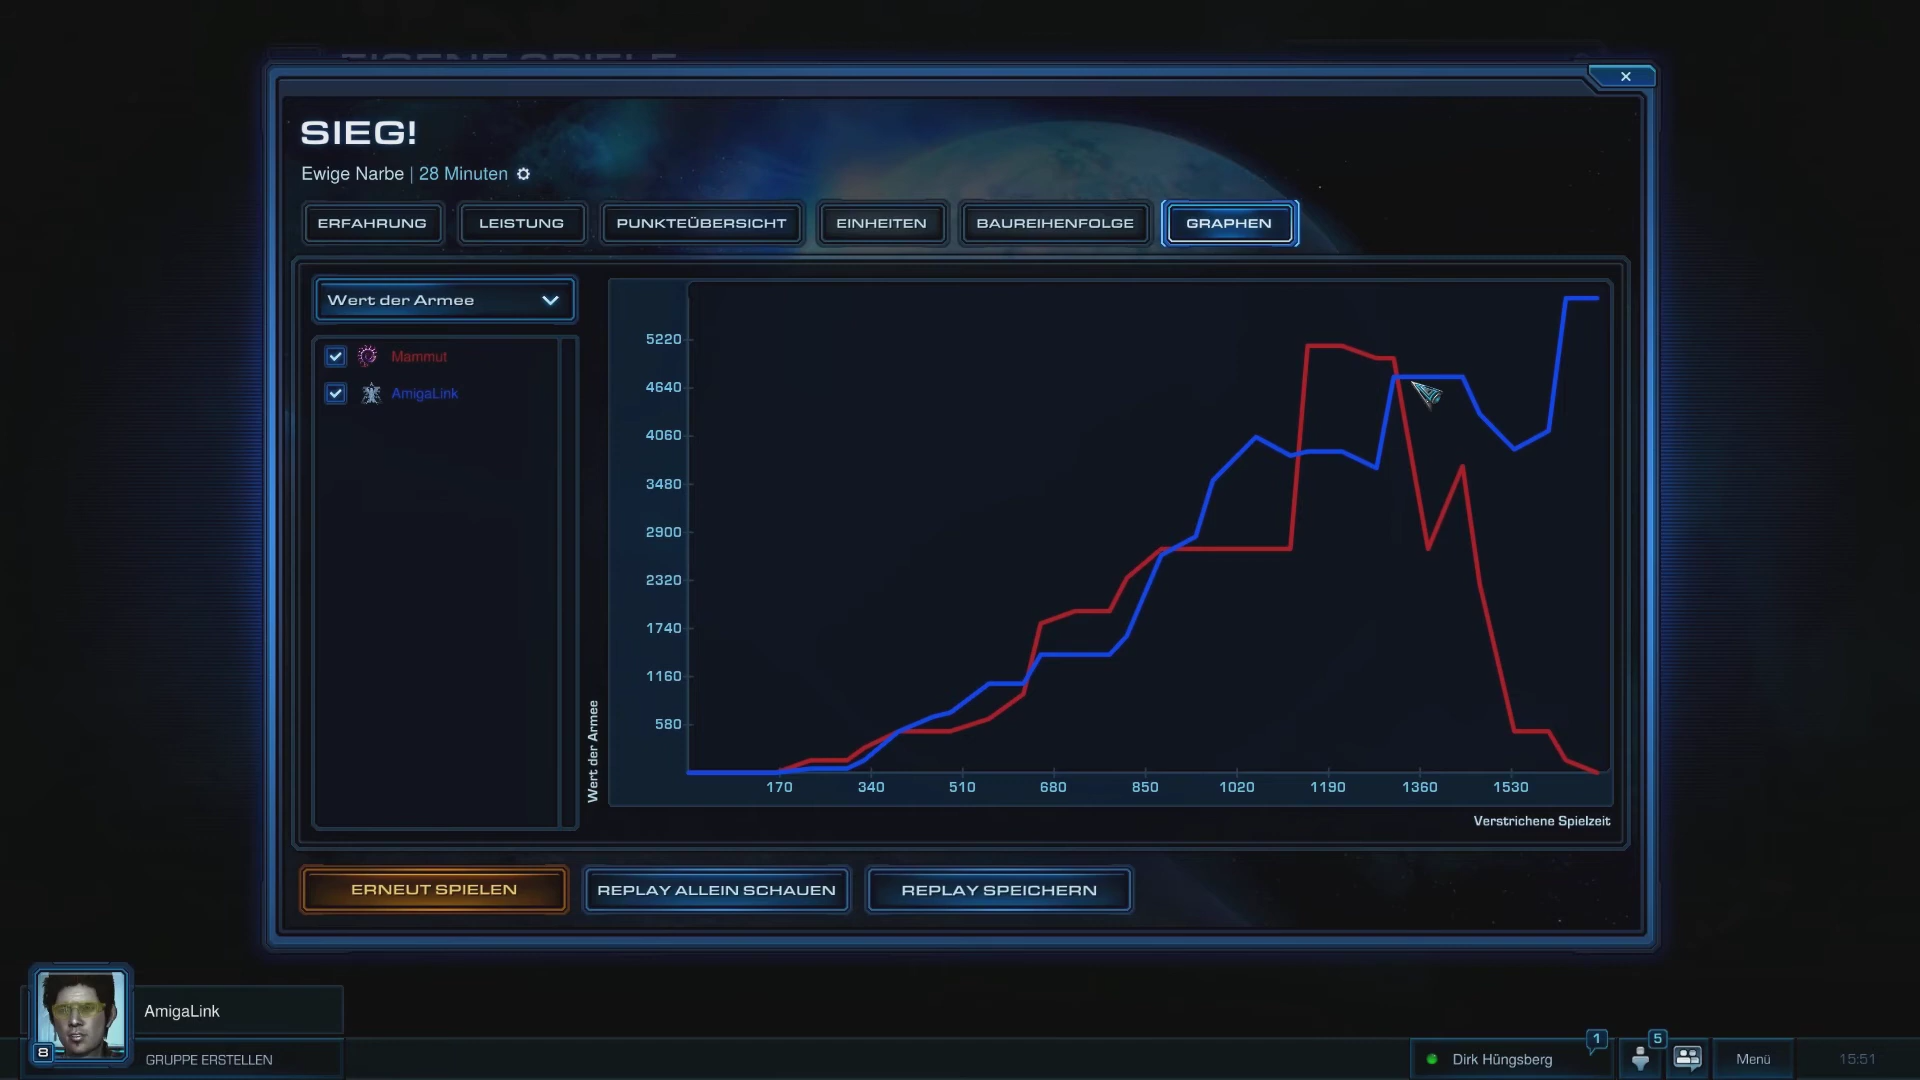 SIEG!
Ewige Narbe | 28 Minuten
ERFAHRUNG
LEISTUNG
PUNKTEÜBERSICHT
EINHEITEN
BAUREIHENFOLGE
GRAPHEN
Wert der Armee
Mammut
AmigaLink
5220
4640
4060
3480
2900
2320
1740
1160
580
Wert der Armee
170 340 510 680 850 1020 1190 1360 1530
Verstrichene Spielzeit
ERNEUT SPIELEN
REPLAY ALLEIN SCHAUEN
REPLAY SPEICHERN
8
AmigaLink
GRUPPE ERSTELLEN
Dirk Hüngsberg
1
5
Menü
15:51